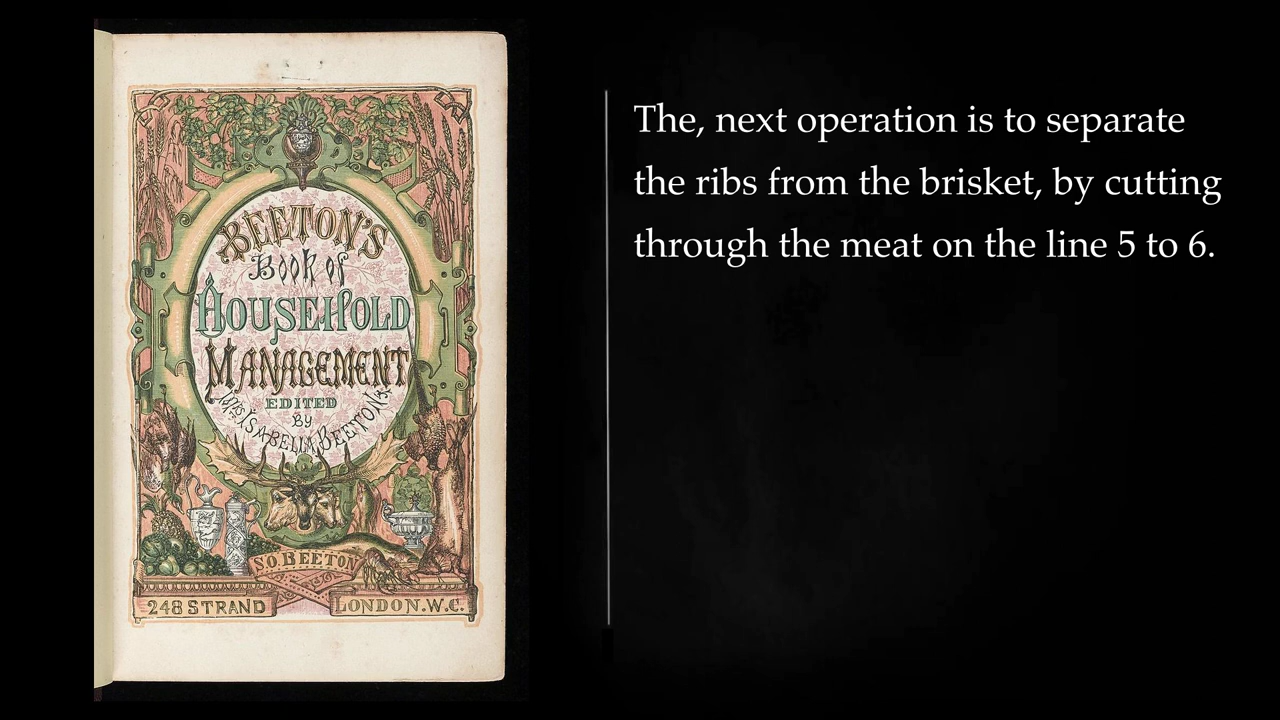 BEETON'S
Book of
HOUSEHOLD
MANAGEMENT
EDITED
BY
MRS ISABELLA BEETON
S.O. BEETON
248 STRAND
LONDON. W.C.
The, next operation is to separate
the ribs from the brisket, by cutting
through the meat on the line 5 to 6.